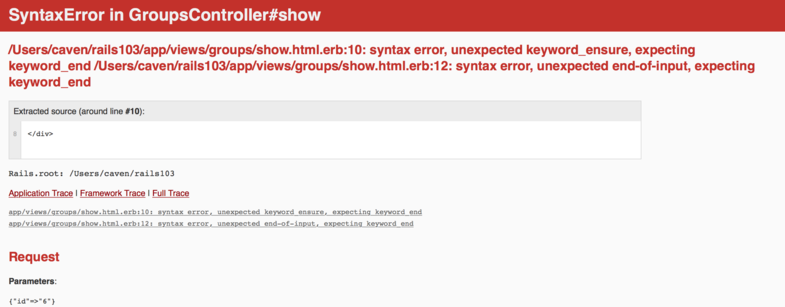 SyntaxError in GroupsController#show
/Users/caven/rails103/app/views/groups/show.html.erb:10: syntax error, unexpected keyword_ensure, expecting
keyword_end /Users/caven/rails103/app/views/groups/show.html.erb:12: syntax error, unexpected end-of-input, expecting
keyword_end
Extracted source (around line #10):
</div>
Rails.root: /Users/caven/rails103
Application Trace | Framework Trace | Full Trace
app/views/groups/show.html.erb:10: syntax error, unexpected keyword_ensure, expecting keyword_end
app/views/groups/show.html.erb:12: syntax error, unexpected end-of-input, expecting keyword_end
Request
Parameters:
{"id"=>"6"}